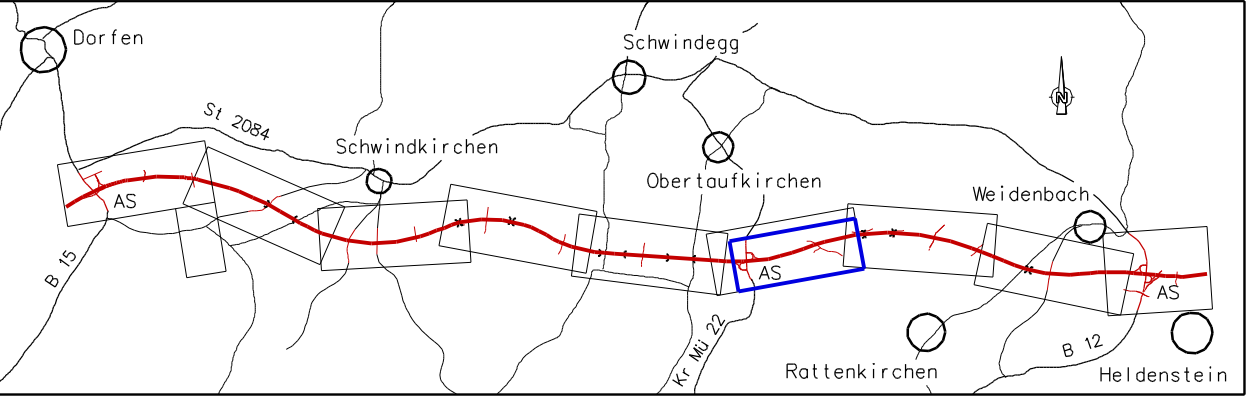 Dorfen
Schwindegg
St 2084
Schwindkirchen
N
Obertaufkirchen
Weidenbach
AS
AS
AS
B 15
Kr Mü 22
B 12
Rattenkirchen
Heldenstein